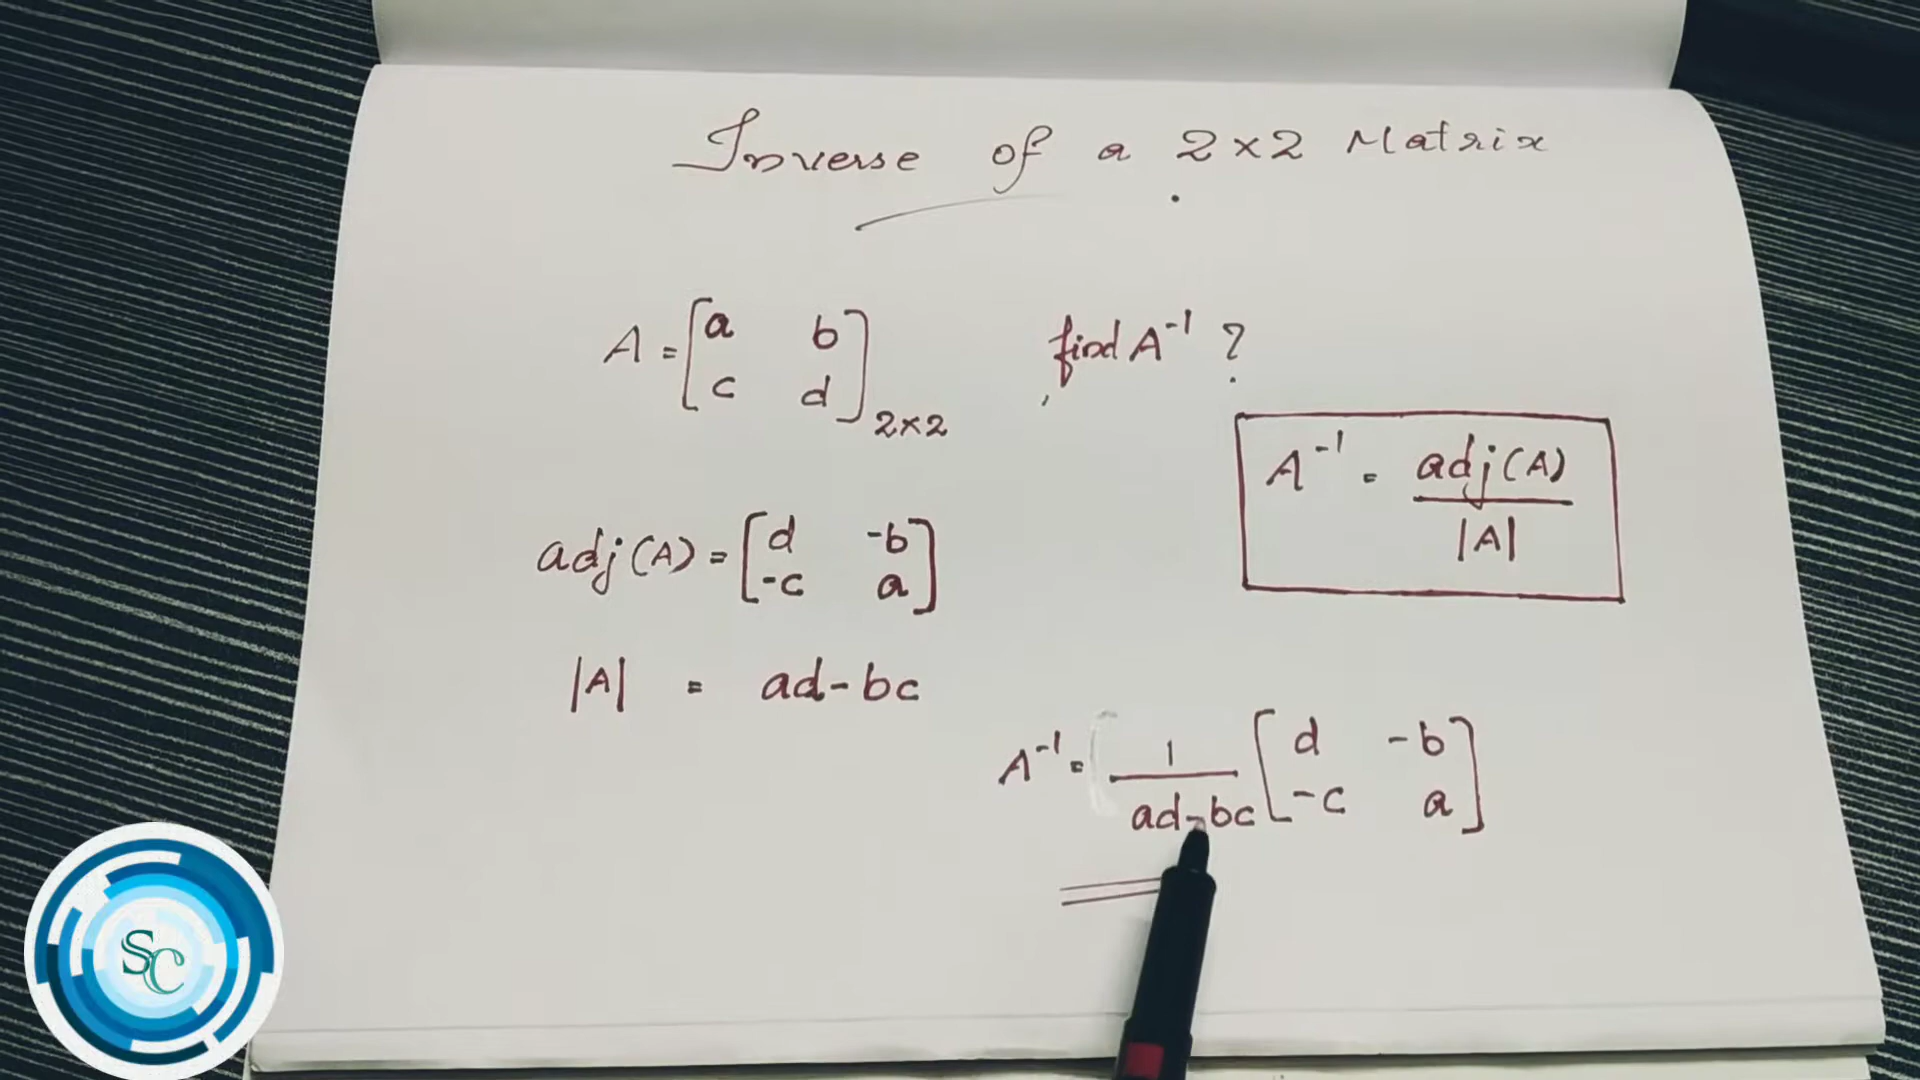 Inverse of a 2×2 Matrix
A = [a b
c d]2×2
find A⁻¹ ?
A⁻¹ = adj(A)
|A|
adj(A) = [d -b
-c a]
|A| = ad-bc
A⁻¹ = 1 [d -b
ad-bc -c a]
SC